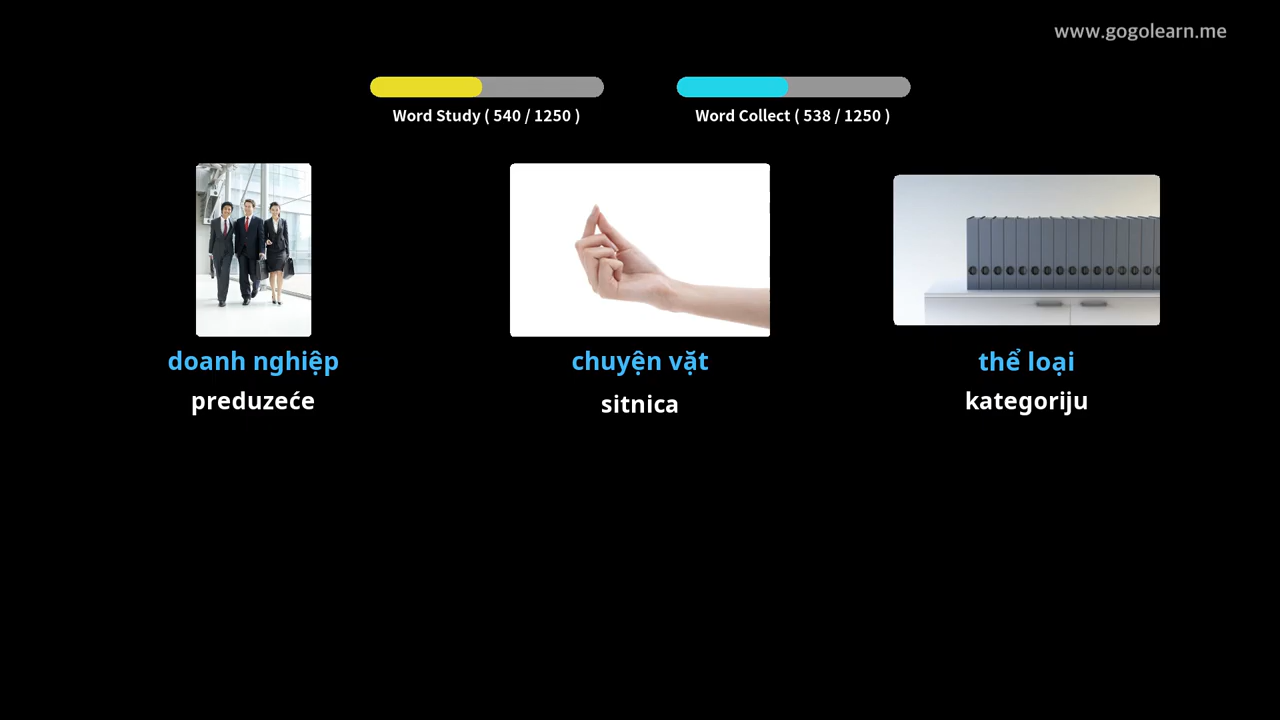 www.gogolearn.me
Word Study ( 540 / 1250 )
Word Collect ( 538 / 1250 )
doanh nghiệp
preduzeće
chuyện vặt
sitnica
thể loại
kategoriju